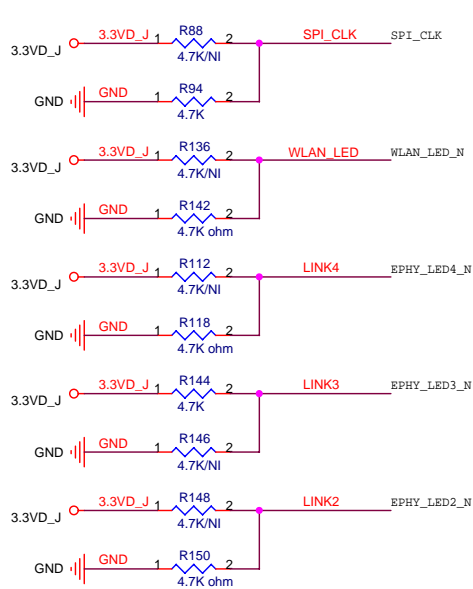 3.3VD_J 3.3VD_J 1 R88 2 SPI_CLK SPI_CLK
4.7K/NI
GND GND 1 R94 2
4.7K
3.3VD_J 3.3VD_J 1 R136 2 WLAN_LED WLAN_LED_N
4.7K/NI
GND GND 1 R142 2
4.7K ohm
3.3VD_J 3.3VD_J 1 R112 2 LINK4 EPHY_LED4_N
4.7K/NI
GND GND 1 R118 2
4.7K ohm
3.3VD_J 3.3VD_J 1 R144 2 LINK3 EPHY_LED3_N
4.7K
GND GND 1 R146 2
4.7K/NI
3.3VD_J 3.3VD_J 1 R148 2 LINK2 EPHY_LED2_N
4.7K/NI
GND GND 1 R150 2
4.7K ohm